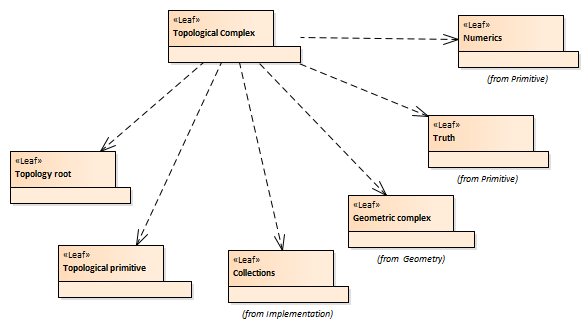 «Leaf»
Topological Complex
«Leaf»
Numerics
(from Primitive)
«Leaf»
Truth
(from Primitive)
«Leaf»
Topology root
«Leaf»
Geometric complex
(from Geometry)
«Leaf»
Topological primitive
«Leaf»
Collections
(from Implementation)